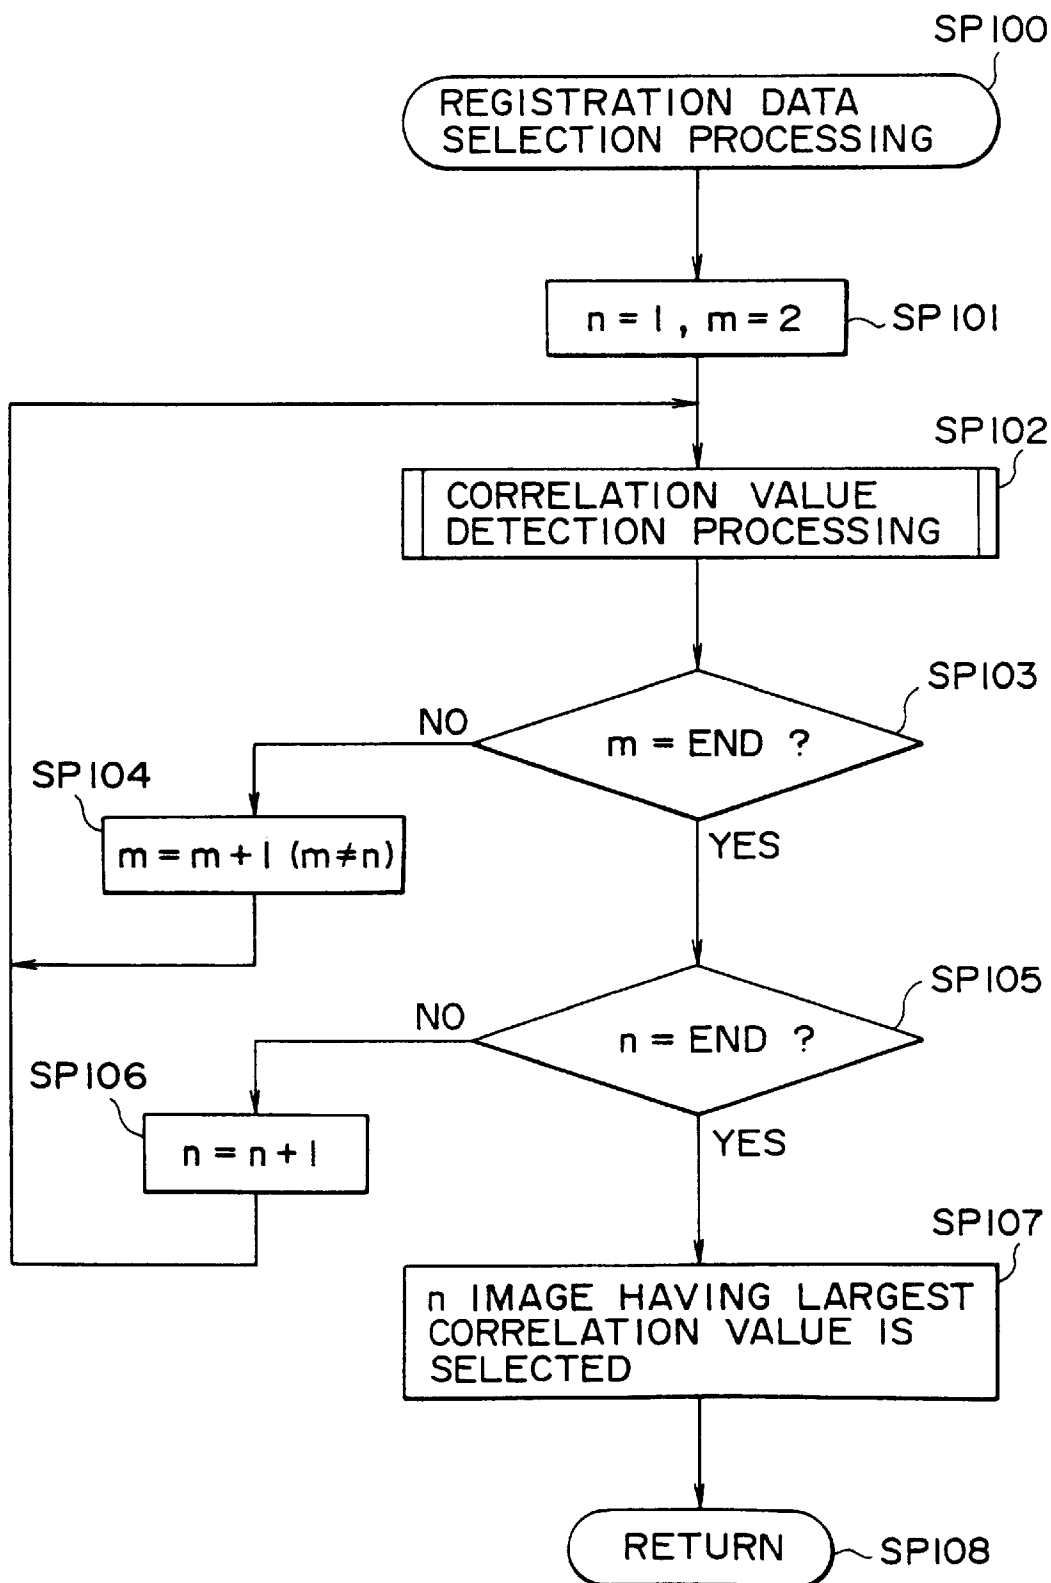 SP100
REGISTRATION DATA
SELECTION PROCESSING
n = 1 , m = 2
SP101
SP102
CORRELATION VALUE
DETECTION PROCESSING
SP103
NO
m = END ?
SP104
YES
m = m + 1 (m≠n)
SP105
NO
n = END ?
SP106
YES
n = n + 1
SP107
n IMAGE HAVING LARGEST
CORRELATION VALUE IS
SELECTED
RETURN
SP108